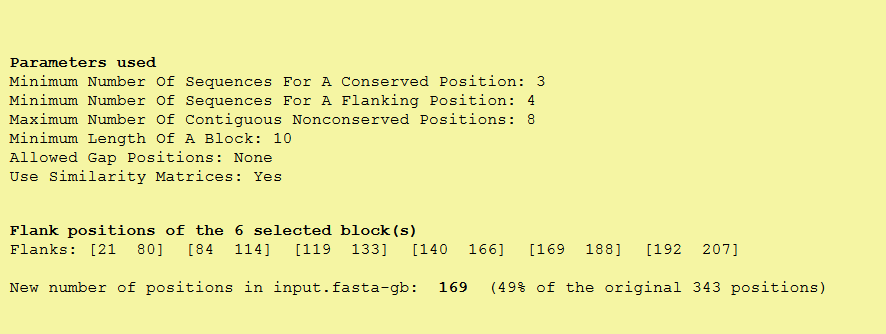 Parameters used
Minimum Number Of Sequences For A Conserved Position: 3
Minimum Number Of Sequences For A Flanking Position: 4
Maximum Number Of Contiguous Nonconserved Positions: 8
Minimum Length Of A Block: 10
Allowed Gap Positions: None
Use Similarity Matrices: Yes
Flank positions of the 6 selected block(s)
Flanks: [21  80]  [84  114]  [119  133]  [140  166]  [169  188]  [192  207]
New number of positions in input.fasta-gb:  169  (49% of the original 343 positions)